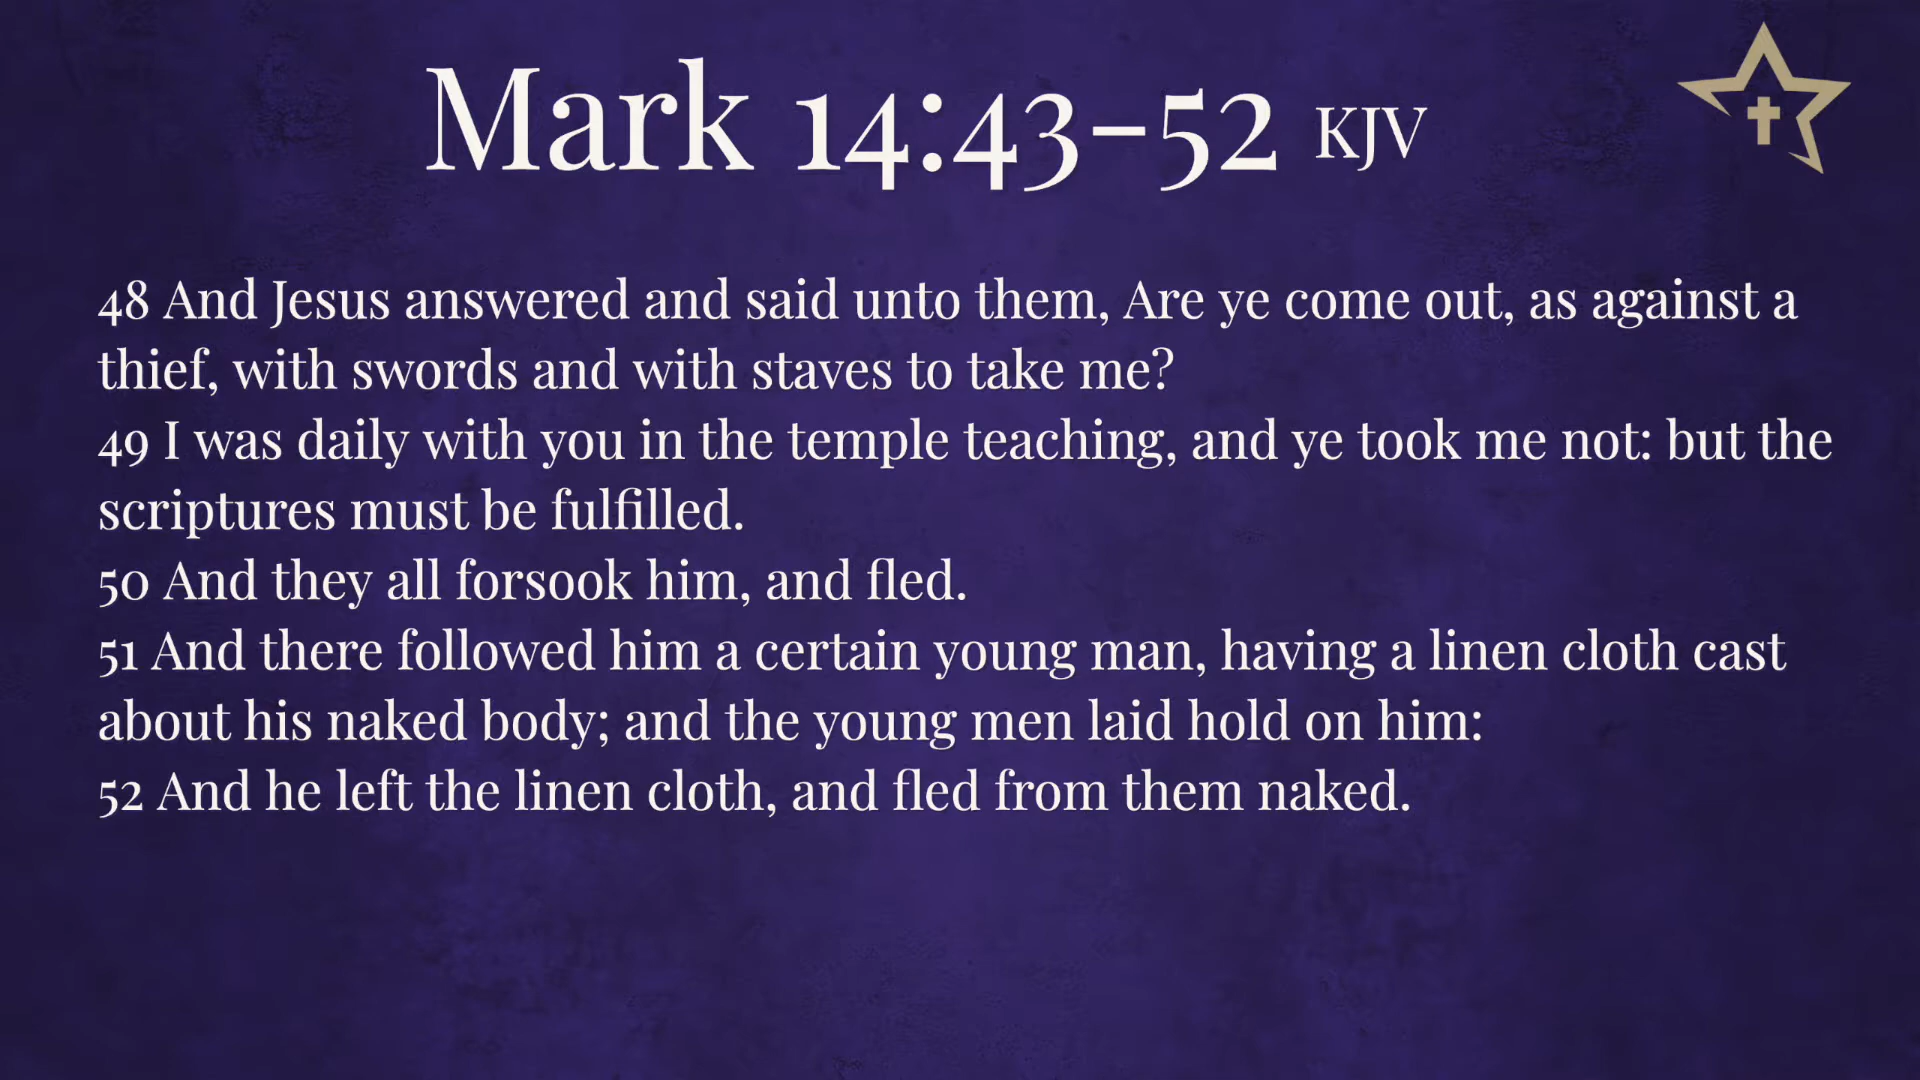 Mark 14:43-52 KJV
48 And Jesus answered and said unto them, Are ye come out, as against a
thief, with swords and with staves to take me?
49 I was daily with you in the temple teaching, and ye took me not: but the
scriptures must be fulfilled.
50 And they all forsook him, and fled.
51 And there followed him a certain young man, having a linen cloth cast
about his naked body; and the young men laid hold on him:
52 And he left the linen cloth, and fled from them naked.